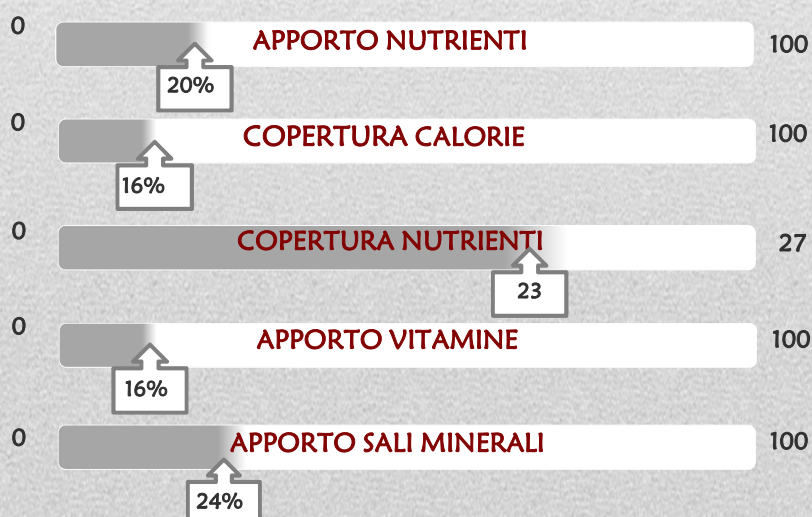 0 APPORTO NUTRIENTI 100
20%
0 COPERTURA CALORIE 100
16%
0 COPERTURA NUTRIENTI 27
23
0 APPORTO VITAMINE 100
16%
0 APPORTO SALI MINERALI 100
24%